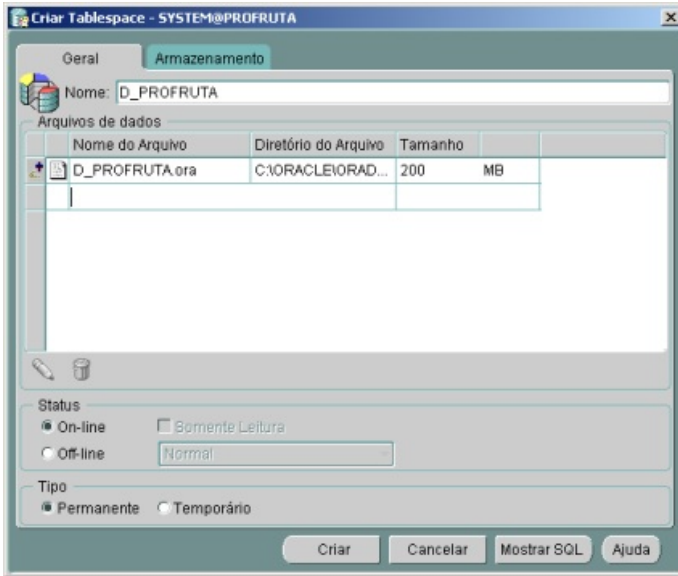 Criar Tablespace - SYSTEM@PROFRUTA
Geral Armazenamento
Nome: D_PROFRUTA
Arquivos de dados
Nome do Arquivo Diretório do Arquivo Tamanho
D_PROFRUTA.ora C:\ORACLE\ORAD... 200 MB
Status
On-line Somente Leitura
Off-line Normal
Tipo
Permanente Temporário
Criar Cancelar Mostrar SQL Ajuda